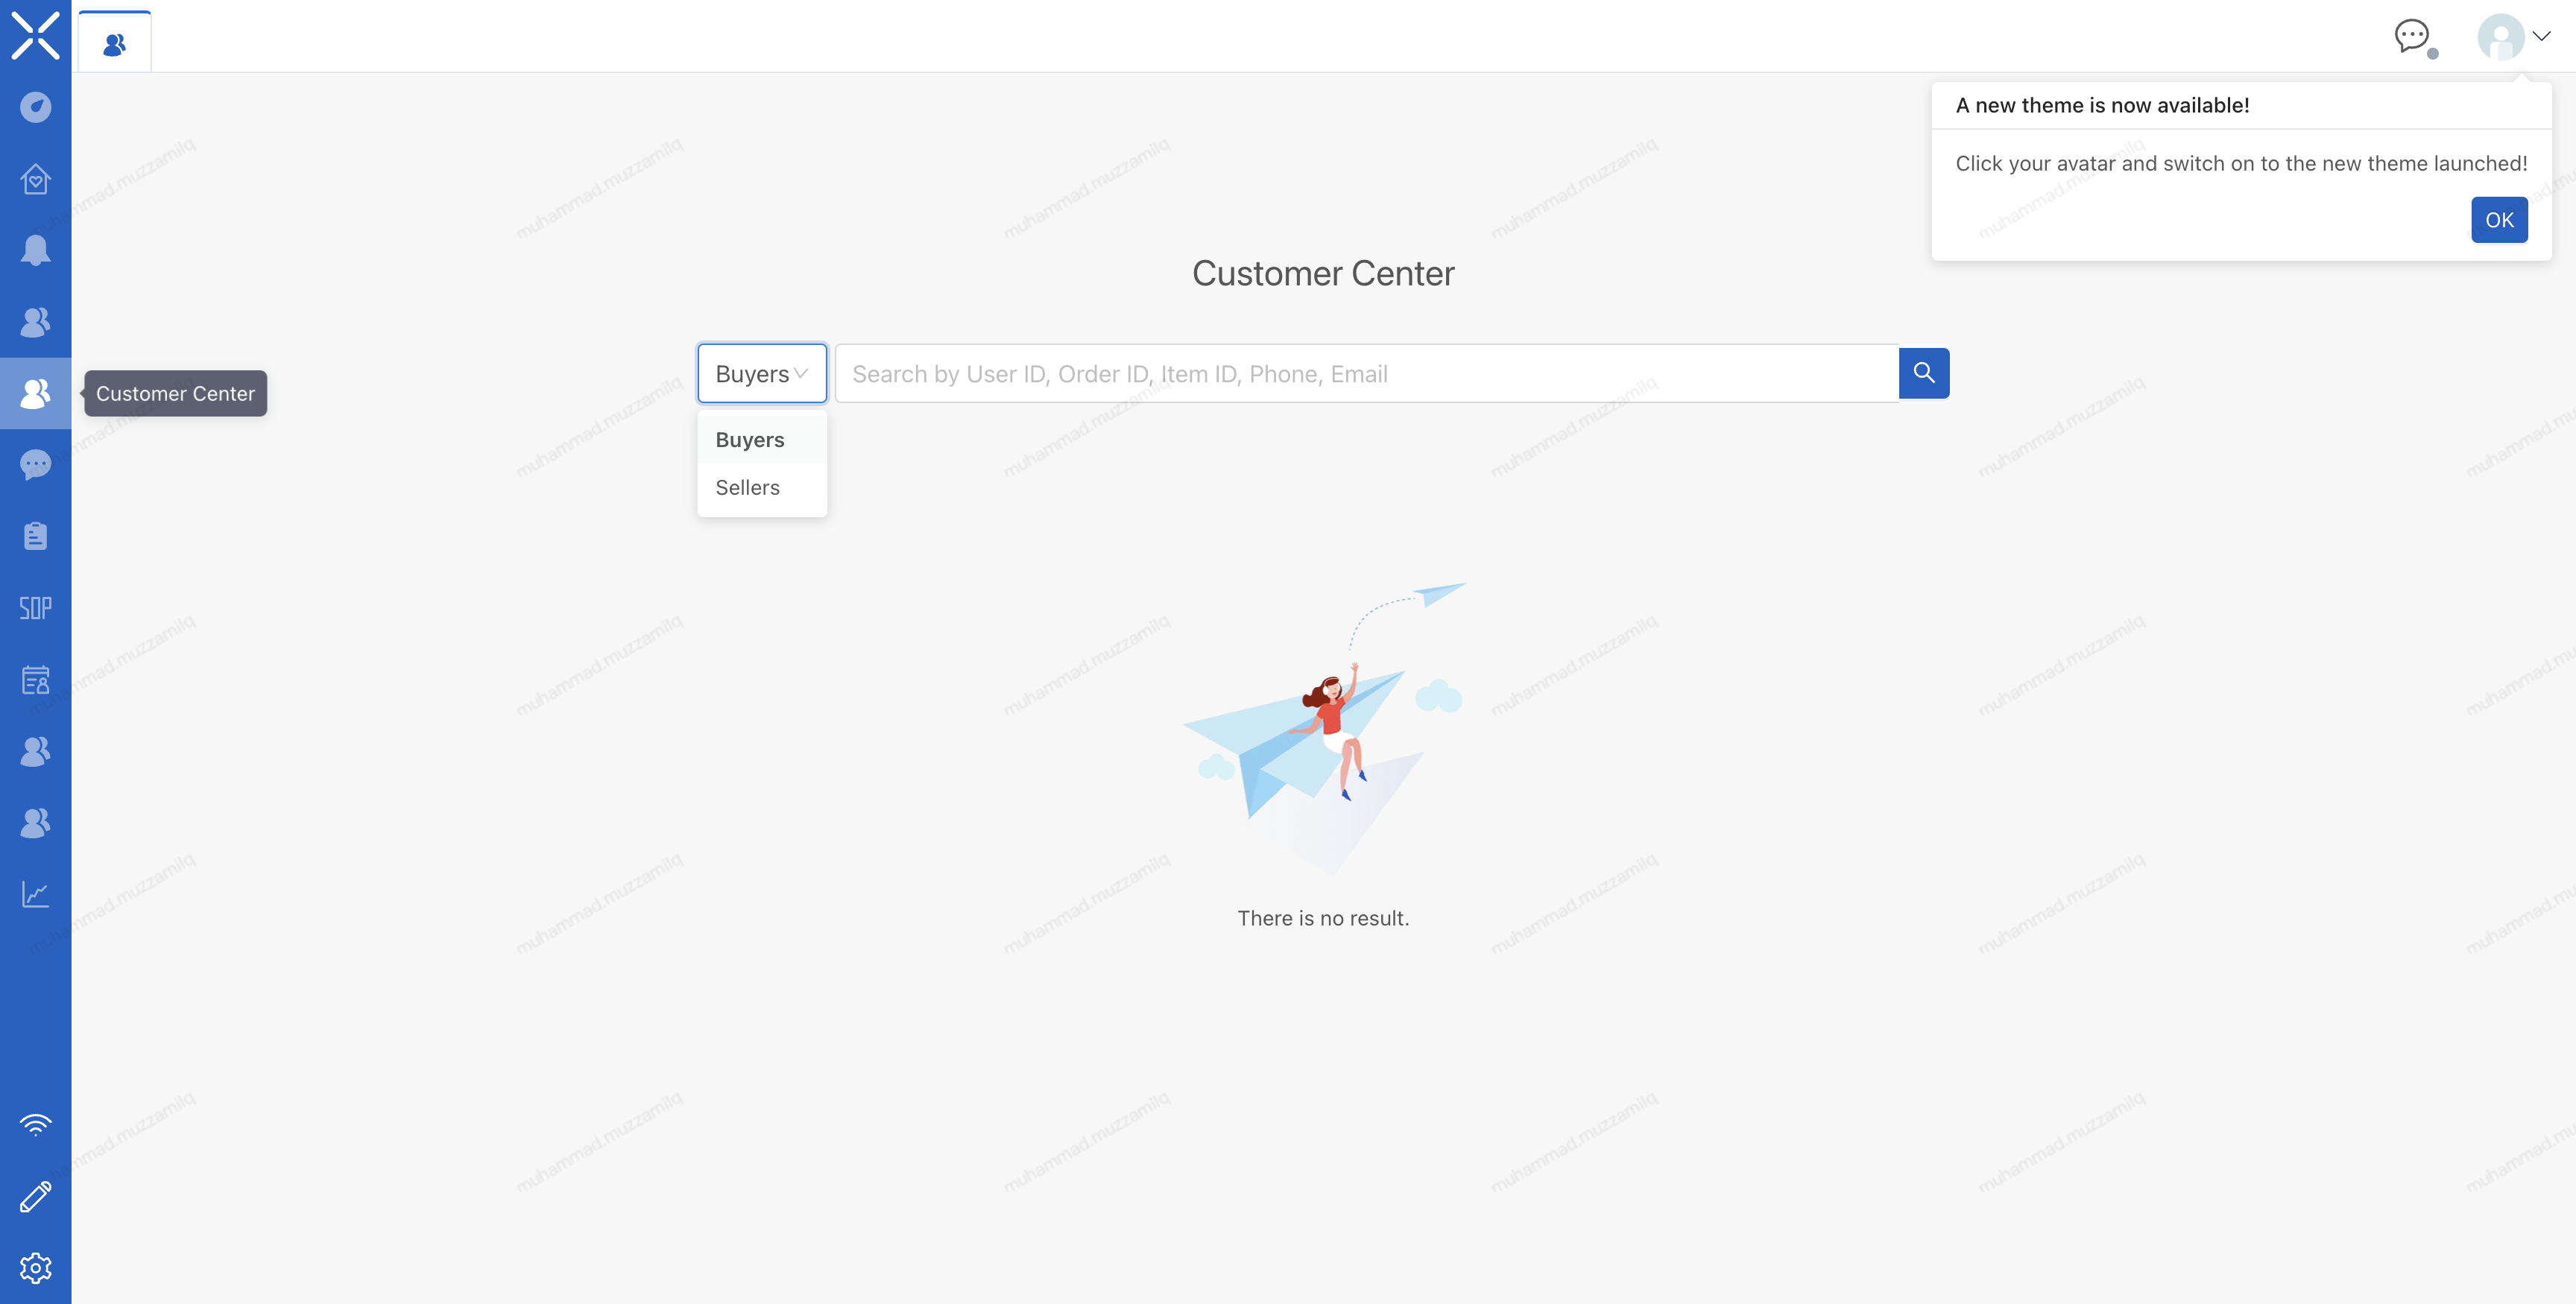 A new theme is now available!
Click your avatar and switch on to the new theme launched!
OK
Customer Center
Buyers
Search by User ID, Order ID, Item ID, Phone, Email
Customer Center
Buyers
Sellers
SOP
There is no result.
muhammad.muzzamilq